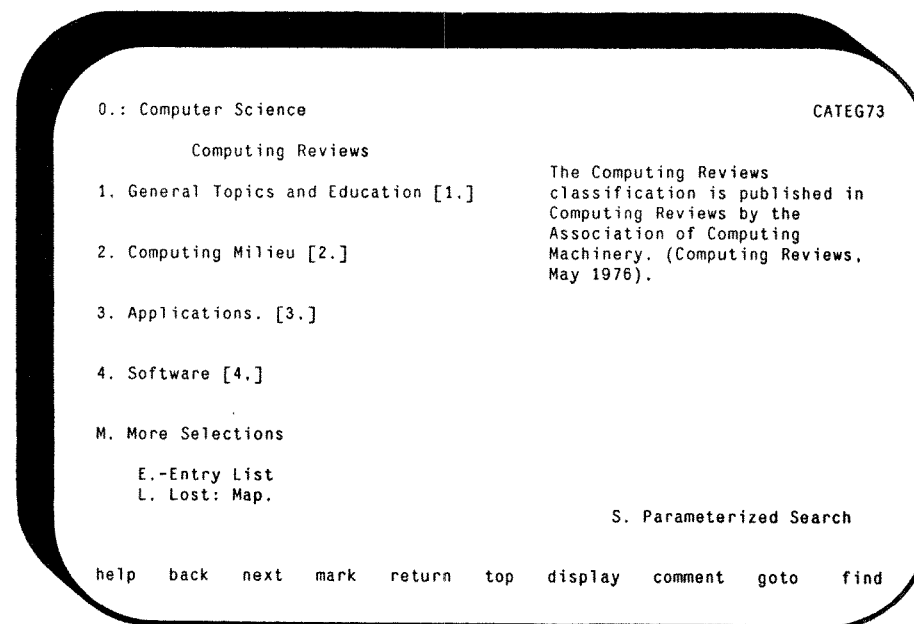 0.: Computer Science CATEG73
Computing Reviews
1. General Topics and Education [1.]
2. Computing Milieu [2.]
3. Applications. [3.]
4. Software [4.]
M. More Selections
E.-Entry List
L. Lost: Map.
The Computing Reviews
classification is published in
Computing Reviews by the
Association of Computing
Machinery. (Computing Reviews,
May 1976).
S. Parameterized Search
help back next mark return top display comment goto find